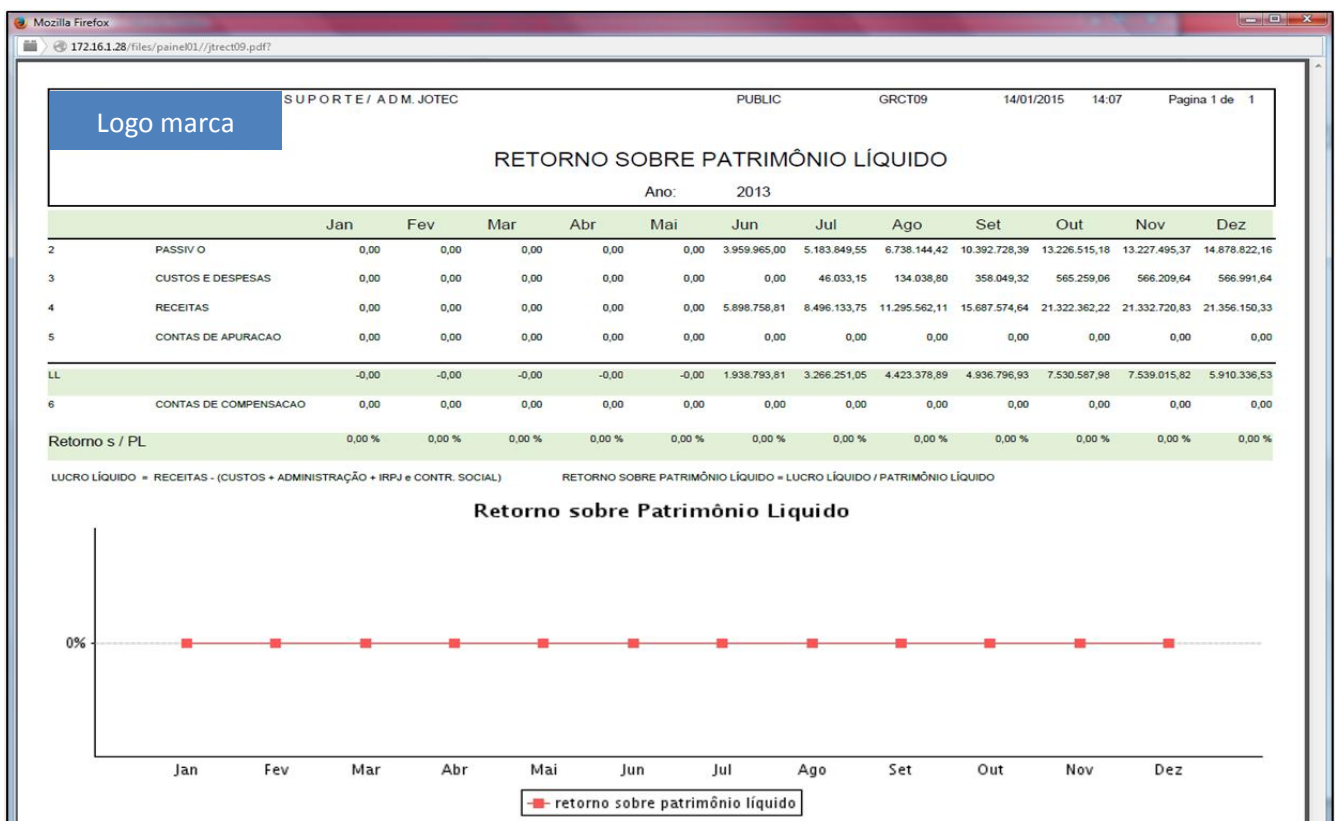 Mozilla Firefox
172.16.1.28/files/painel01//jtrect09.pdf?
Logo marca
S U P O R T E / A D M. JOTEC PUBLIC GRCT09 14/01/2015 14:07 Pagina 1 de 1
RETORNO SOBRE PATRIMÔNIO LÍQUIDO
Ano: 2013
Jan Fev Mar Abr Mai Jun Jul Ago Set Out Nov Dez
2 PASSIV O 0,00 0,00 0,00 0,00 0,00 3.959.965,00 5.183.849,55 6.738.144,42 10.392.728,39 13.226.515,18 13.227.495,37 14.878.822,16
3 CUSTOS E DESPESAS 0,00 0,00 0,00 0,00 0,00 0,00 46.033,15 134.038,80 358.049,32 565.259,06 566.209,64 566.991,64
4 RECEITAS 0,00 0,00 0,00 0,00 0,00 5.898.758,81 8.496.133,75 11.295.562,11 15.687.574,64 21.322.362,22 21.332.720,83 21.356.150,33
5 CONTAS DE APURACAO 0,00 0,00 0,00 0,00 0,00 0,00 0,00 0,00 0,00 0,00 0,00 0,00
LL -0,00 -0,00 -0,00 -0,00 -0,00 1.938.793,81 3.266.251,05 4.423.378,89 4.936.796,93 7.530.587,98 7.539.015,82 5.910.336,53
6 CONTAS DE COMPENSACAO 0,00 0,00 0,00 0,00 0,00 0,00 0,00 0,00 0,00 0,00 0,00 0,00
Retorno s / PL 0,00 % 0,00 % 0,00 % 0,00 % 0,00 % 0,00 % 0,00 % 0,00 % 0,00 % 0,00 % 0,00 % 0,00 %
LUCRO LÍQUIDO = RECEITAS - (CUSTOS + ADMINISTRAÇÃO + IRPJ e CONTR. SOCIAL) RETORNO SOBRE PATRIMÔNIO LÍQUIDO = LUCRO LÍQUIDO / PATRIMÔNIO LÍQUIDO
Retorno sobre Patrimônio Liquido
0%
Jan Fev Mar Abr Mai Jun Jul Ago Set Out Nov Dez
retorno sobre patrimônio líquido